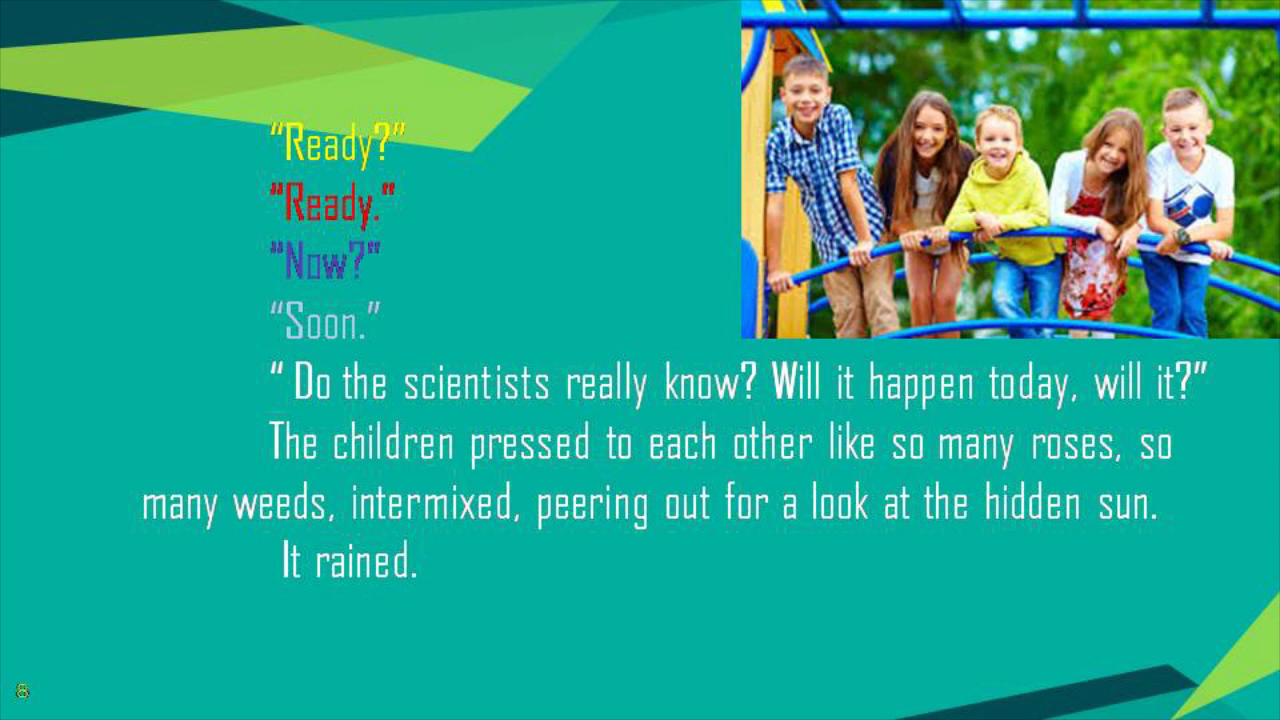 “Ready?”
“Ready.”
“Now?”
“Soon.”
“ Do the scientists really know? Will it happen today, will it?”
The children pressed to each other like so many roses, so
many weeds, intermixed, peering out for a look at the hidden sun.
It rained.
8